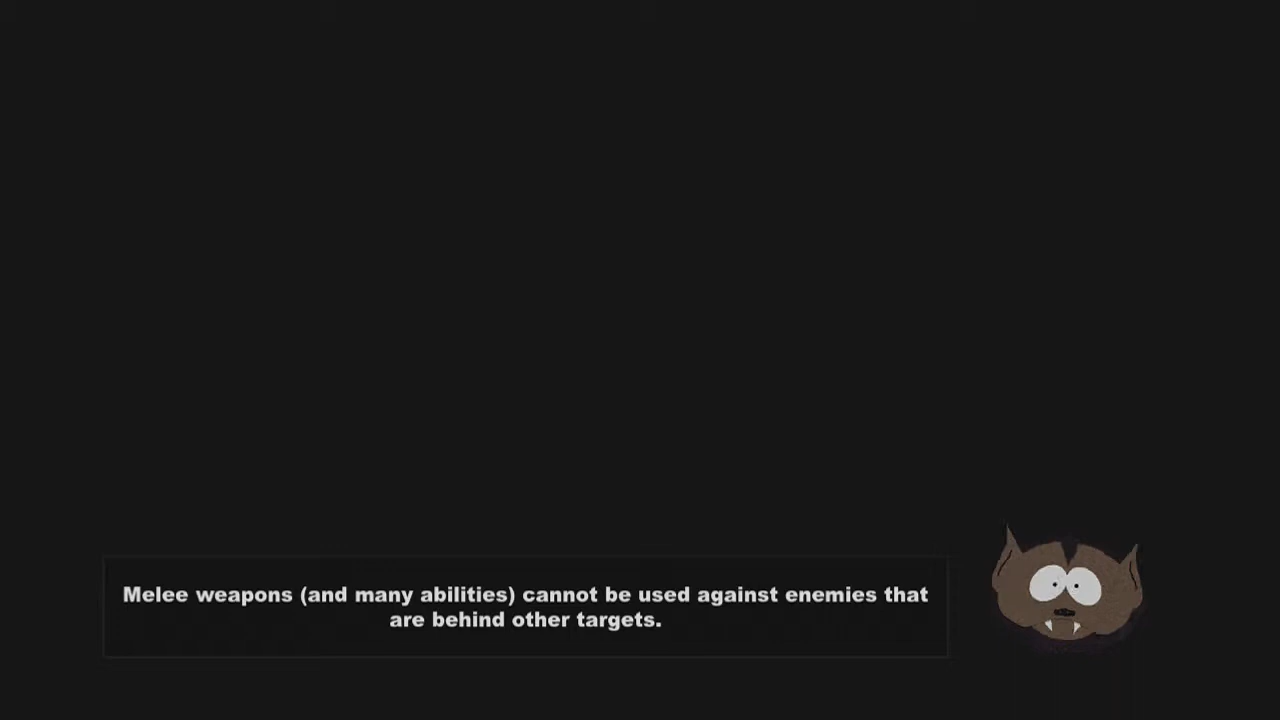 Melee weapons (and many abilities) cannot be used against enemies that
are behind other targets.